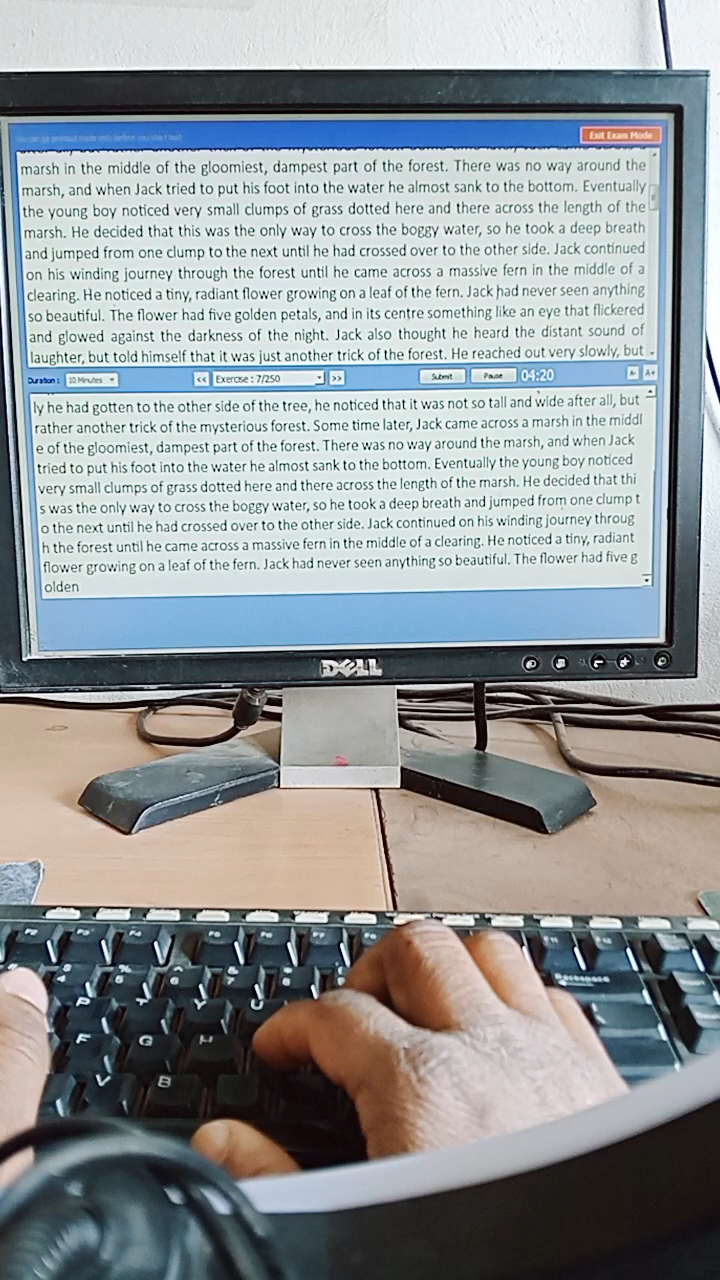 Exit Exam Mode
marsh in the middle of the gloomiest, dampest part of the forest. There was no way around the
marsh, and when Jack tried to put his foot into the water he almost sank to the bottom. Eventually
the young boy noticed very small clumps of grass dotted here and there across the length of the
marsh. He decided that this was the only way to cross the boggy water, so he took a deep breath
and jumped from one clump to the next until he had crossed over to the other side. Jack continued
on his winding journey through the forest until he came across a massive fern in the middle of a
clearing. He noticed a tiny, radiant flower growing on a leaf of the fern. Jack had never seen anything
so beautiful. The flower had five golden petals, and in its centre something like an eye that flickered
and glowed against the darkness of the night. Jack also thought he heard the distant sound of
laughter, but told himself that it was just another trick of the forest. He reached out very slowly, but
Duration : 10 Minutes << Exercise : 7/250 >> Submit Pause 04:20 A- A+
ly he had gotten to the other side of the tree, he noticed that it was not so tall and wide after all, but
rather another trick of the mysterious forest. Some time later, Jack came across a marsh in the middl
e of the gloomiest, dampest part of the forest. There was no way around the marsh, and when Jack
tried to put his foot into the water he almost sank to the bottom. Eventually the young boy noticed
very small clumps of grass dotted here and there across the length of the marsh. He decided that thi
s was the only way to cross the boggy water, so he took a deep breath and jumped from one clump t
o the next until he had crossed over to the other side. Jack continued on his winding journey throug
h the forest until he came across a massive fern in the middle of a clearing. He noticed a tiny, radiant
flower growing on a leaf of the fern. Jack had never seen anything so beautiful. The flower had five g
olden
DELL
F2 F3 F4 F5 F6 F7
4 5 6 7 8 Backspace
T Y U
F G H
V B